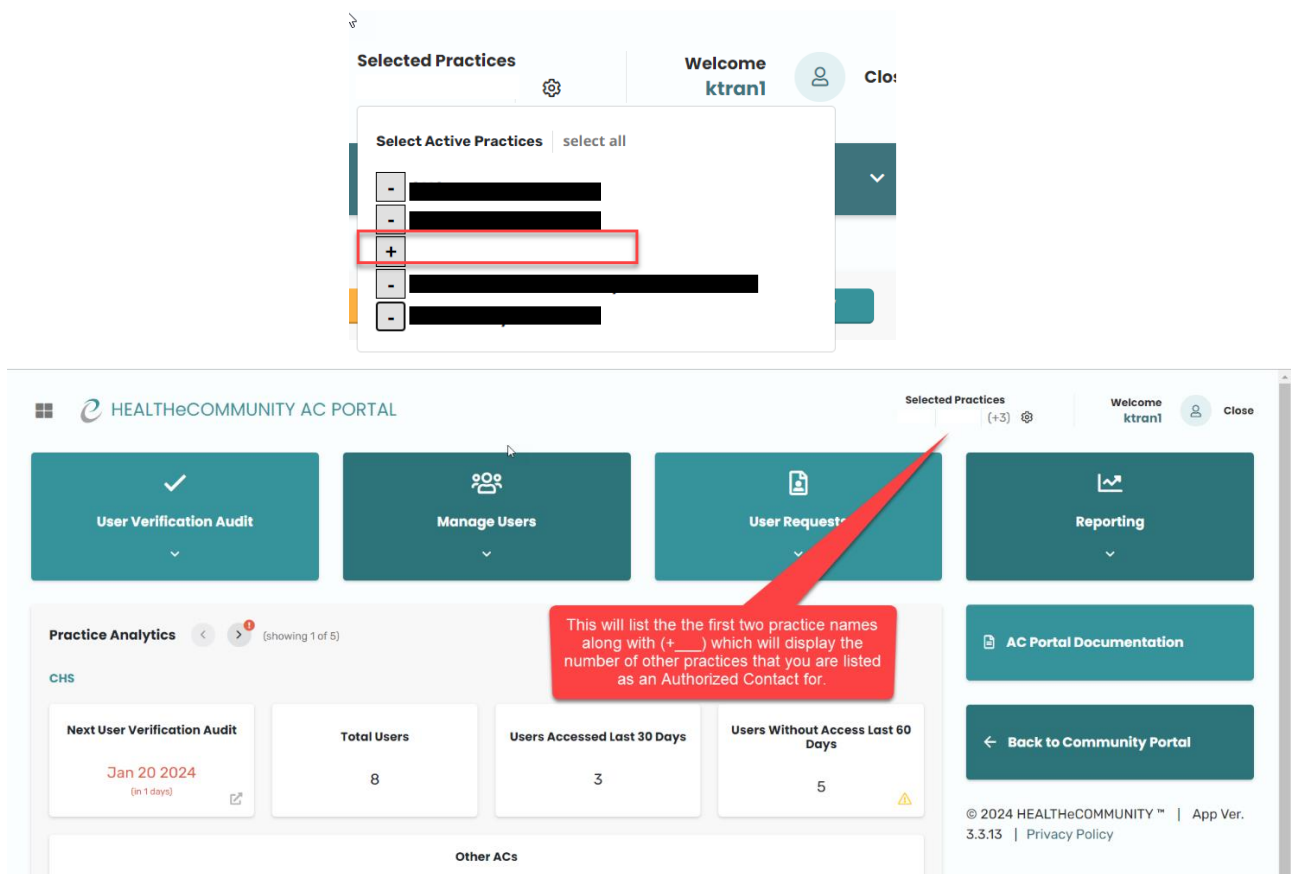 Selected Practices
Welcome
ktran1
Clos
Select Active Practices select all
-
-
+
-
-
HEALTHeCOMMUNITY AC PORTAL
Selected Practices
(+3)
Welcome
ktran1
Close
User Verification Audit
Manage Users
User Requests
Reporting
Practice Analytics < > ! (showing 1 of 5)
CHS
This will list the the first two practice names
along with (+___) which will display the
number of other practices that you are listed
as an Authorized Contact for.
AC Portal Documentation
Next User Verification Audit
Jan 20 2024
(in 1 days)
Total Users
8
Users Accessed Last 30 Days
3
Users Without Access Last 60
Days
5
Back to Community Portal
© 2024 HEALTHeCOMMUNITY ™ | App Ver.
3.3.13 | Privacy Policy
Other ACs